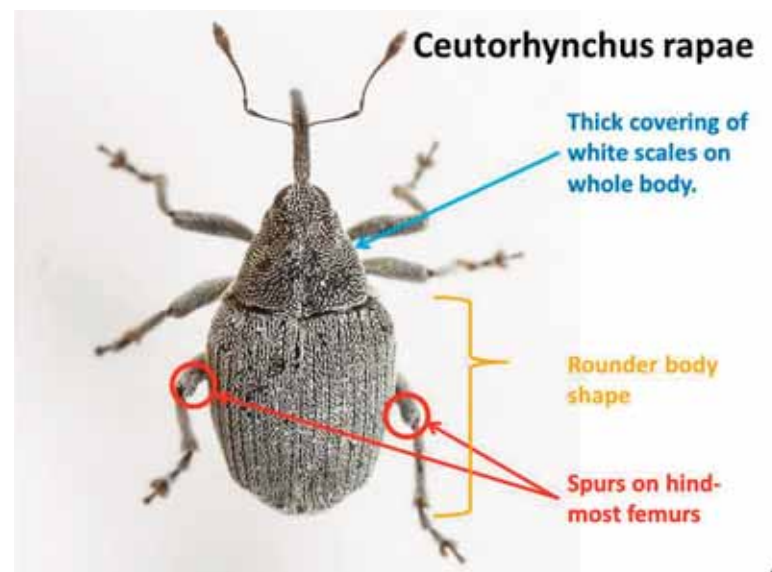 Ceutorhynchus rapae
Thick covering of
white scales on
whole body.
Rounder body
shape
Spurs on hind-
most femurs